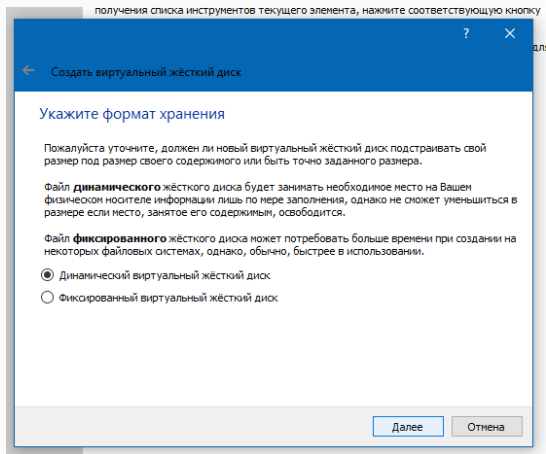 получения списка инструментов текущего элемента, нажмите соответствующую кнопку
?
для
Создать виртуальный жёсткий диск
Укажите формат хранения
Пожалуйста уточните, должен ли новый виртуальный жёсткий диск подстраивать свой
размер под размер своего содержимого или быть точно заданного размера.
Файл динамического жёсткого диска будет занимать необходимое место на Вашем
физическом носителе информации лишь по мере заполнения, однако не сможет уменьшиться в
размере если место, занятое его содержимым, освободится.
Файл фиксированного жёсткого диска может потребовать больше времени при создании на
некоторых файловых системах, однако, обычно, быстрее в использовании.
Динамический виртуальный жёсткий диск
Фиксированный виртуальный жёсткий диск
Далее
Отмена